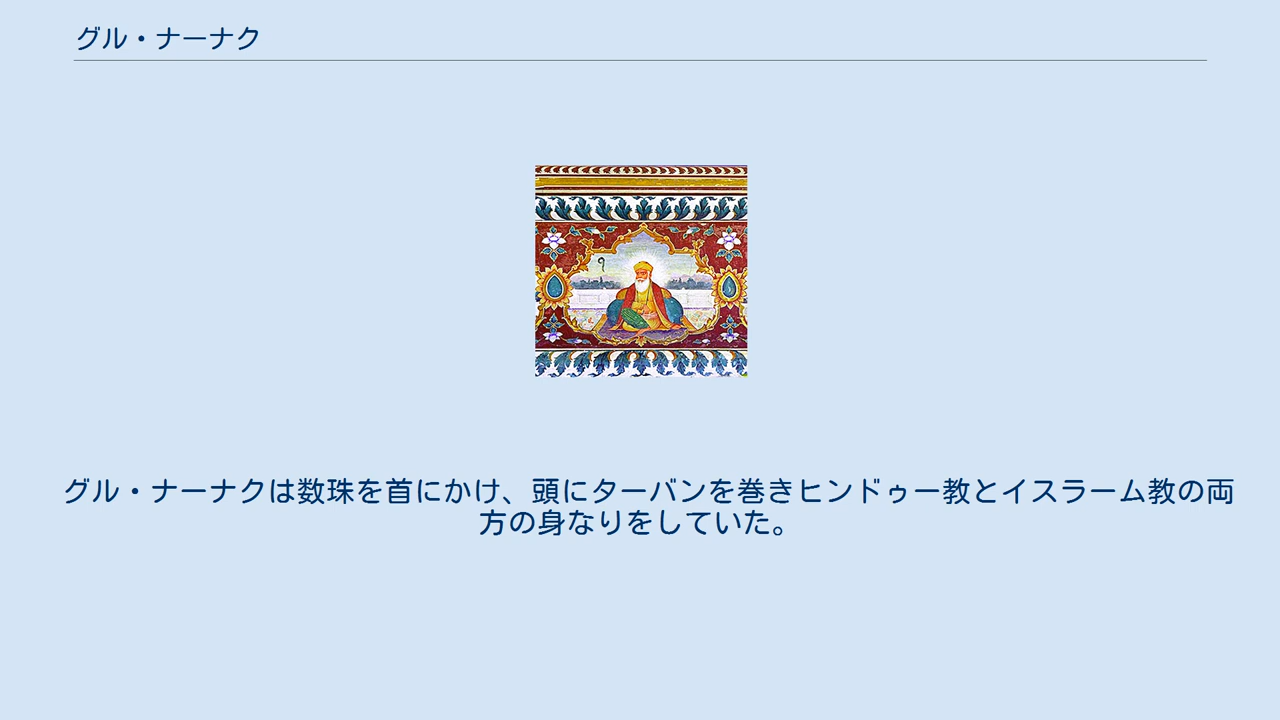 グル・ナーナク
グル・ナーナクは数珠を首にかけ、頭にターバンを巻きヒンドゥー教とイスラーム教の両
方の身なりをしていた。